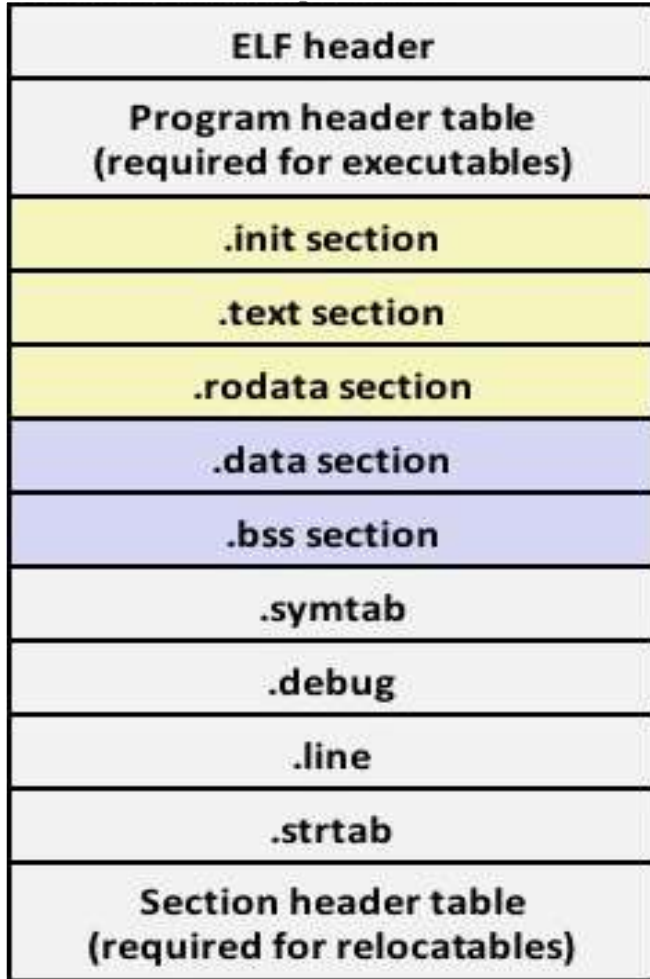 ELF header
Program header table
(required for executables)
.init section
.text section
.rodata section
.data section
.bss section
.symtab
.debug
.line
.strtab
Section header table
(required for relocatables)